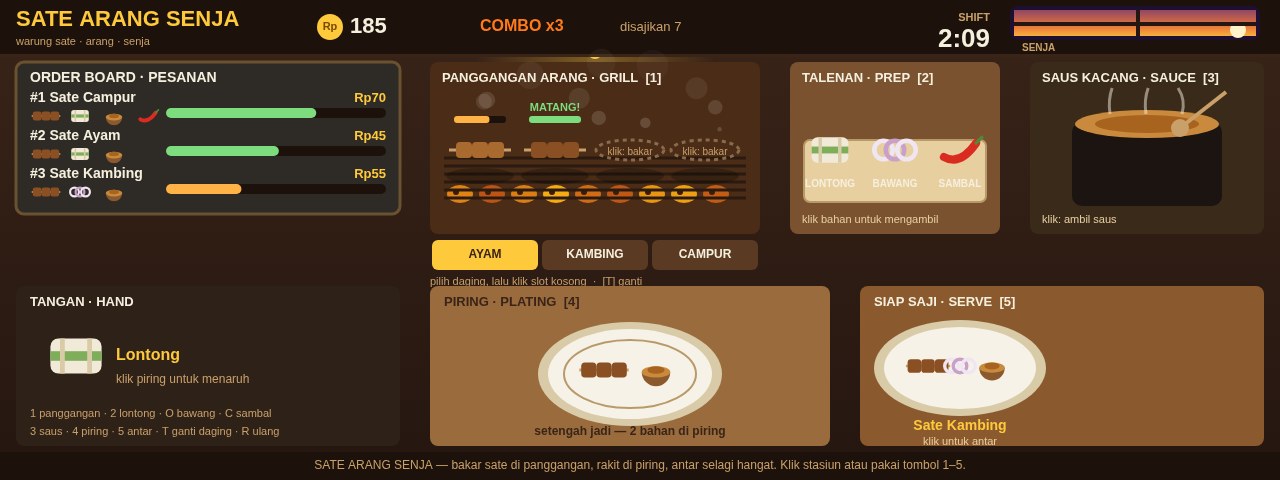 SATE ARANG SENJA
warung sate · arang · senja
Rp 185
COMBO x3
disajikan 7
SHIFT
2:09
SENJA
ORDER BOARD · PESANAN
#1 Sate Campur Rp70
#2 Sate Ayam Rp45
#3 Sate Kambing Rp55
PANGGANGAN ARANG · GRILL [1]
MATANG!
klik: bakar klik: bakar
AYAM KAMBING CAMPUR
pilih daging, lalu klik slot kosong · [T] ganti
TALENAN · PREP [2]
LONTONG BAWANG SAMBAL
klik bahan untuk mengambil
SAUS KACANG · SAUCE [3]
klik: ambil saus
TANGAN · HAND
Lontong
klik piring untuk menaruh
1 panggangan · 2 lontong · O bawang · C sambal
3 saus · 4 piring · 5 antar · T ganti daging · R ulang
PIRING · PLATING [4]
setengah jadi — 2 bahan di piring
SIAP SAJI · SERVE [5]
Sate Kambing
klik untuk antar
SATE ARANG SENJA — bakar sate di panggangan, rakit di piring, antar selagi hangat. Klik stasiun atau pakai tombol 1–5.